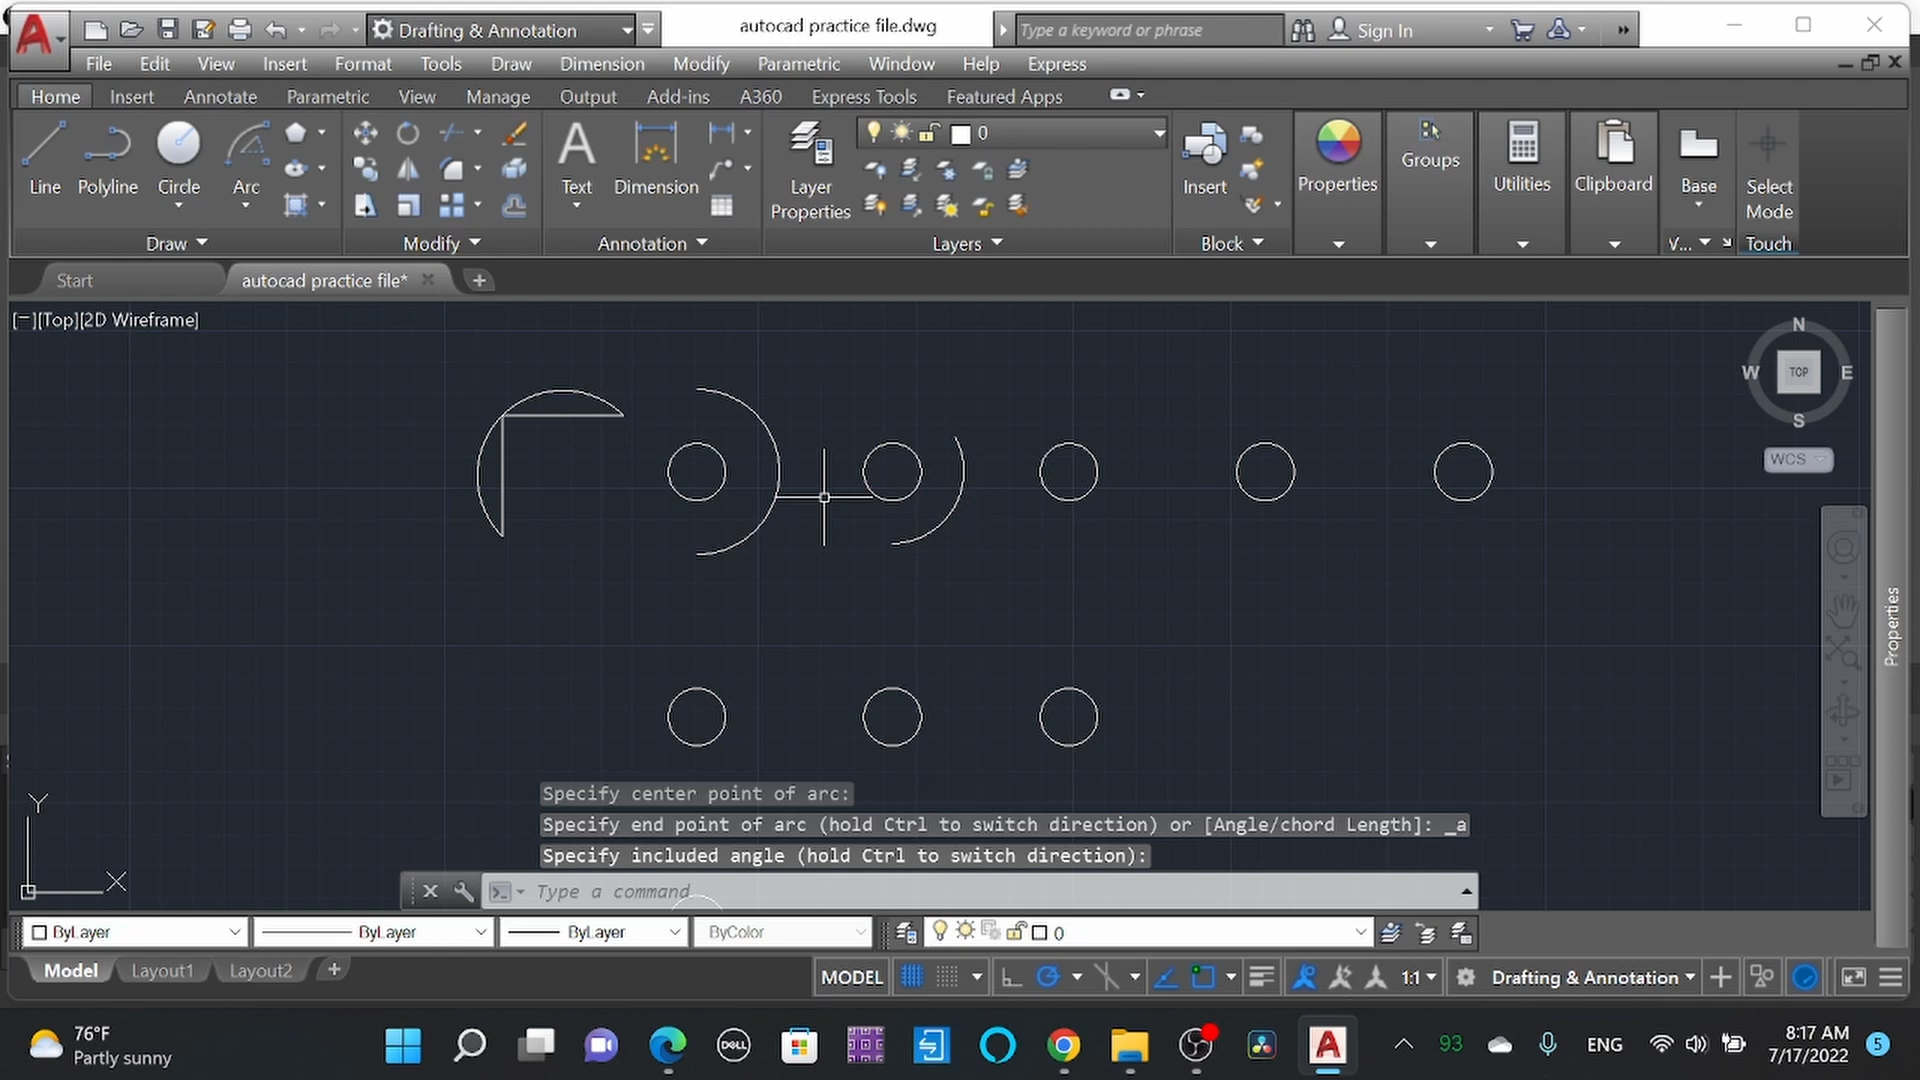 Drafting & Annotation
autocad practice file.dwg
Type a keyword or phrase
Sign In
File Edit View Insert Format Tools Draw Dimension Modify Parametric Window Help Express
Home Insert Annotate Parametric View Manage Output Add-ins A360 Express Tools Featured Apps
0
Line Polyline Circle Arc
A
Text Dimension
Layer Properties
Insert
Properties
Groups
Utilities
Clipboard
Base
Select Mode
Draw Modify Annotation Layers Block V... Touch
Start
autocad practice file*
[−][Top][2D Wireframe]
N
W TOP E
S
WCS
Properties
Y
X
Specify center point of arc:
Specify end point of arc (hold Ctrl to switch direction) or [Angle/chord Length]: _a
Specify included angle (hold Ctrl to switch direction):
Type a command
ByLayer ByLayer ByLayer ByColor 0
Model Layout1 Layout2
MODEL 1:1 Drafting & Annotation
76°F
Partly sunny
DELL
93
ENG
8:17 AM
7/17/2022
5